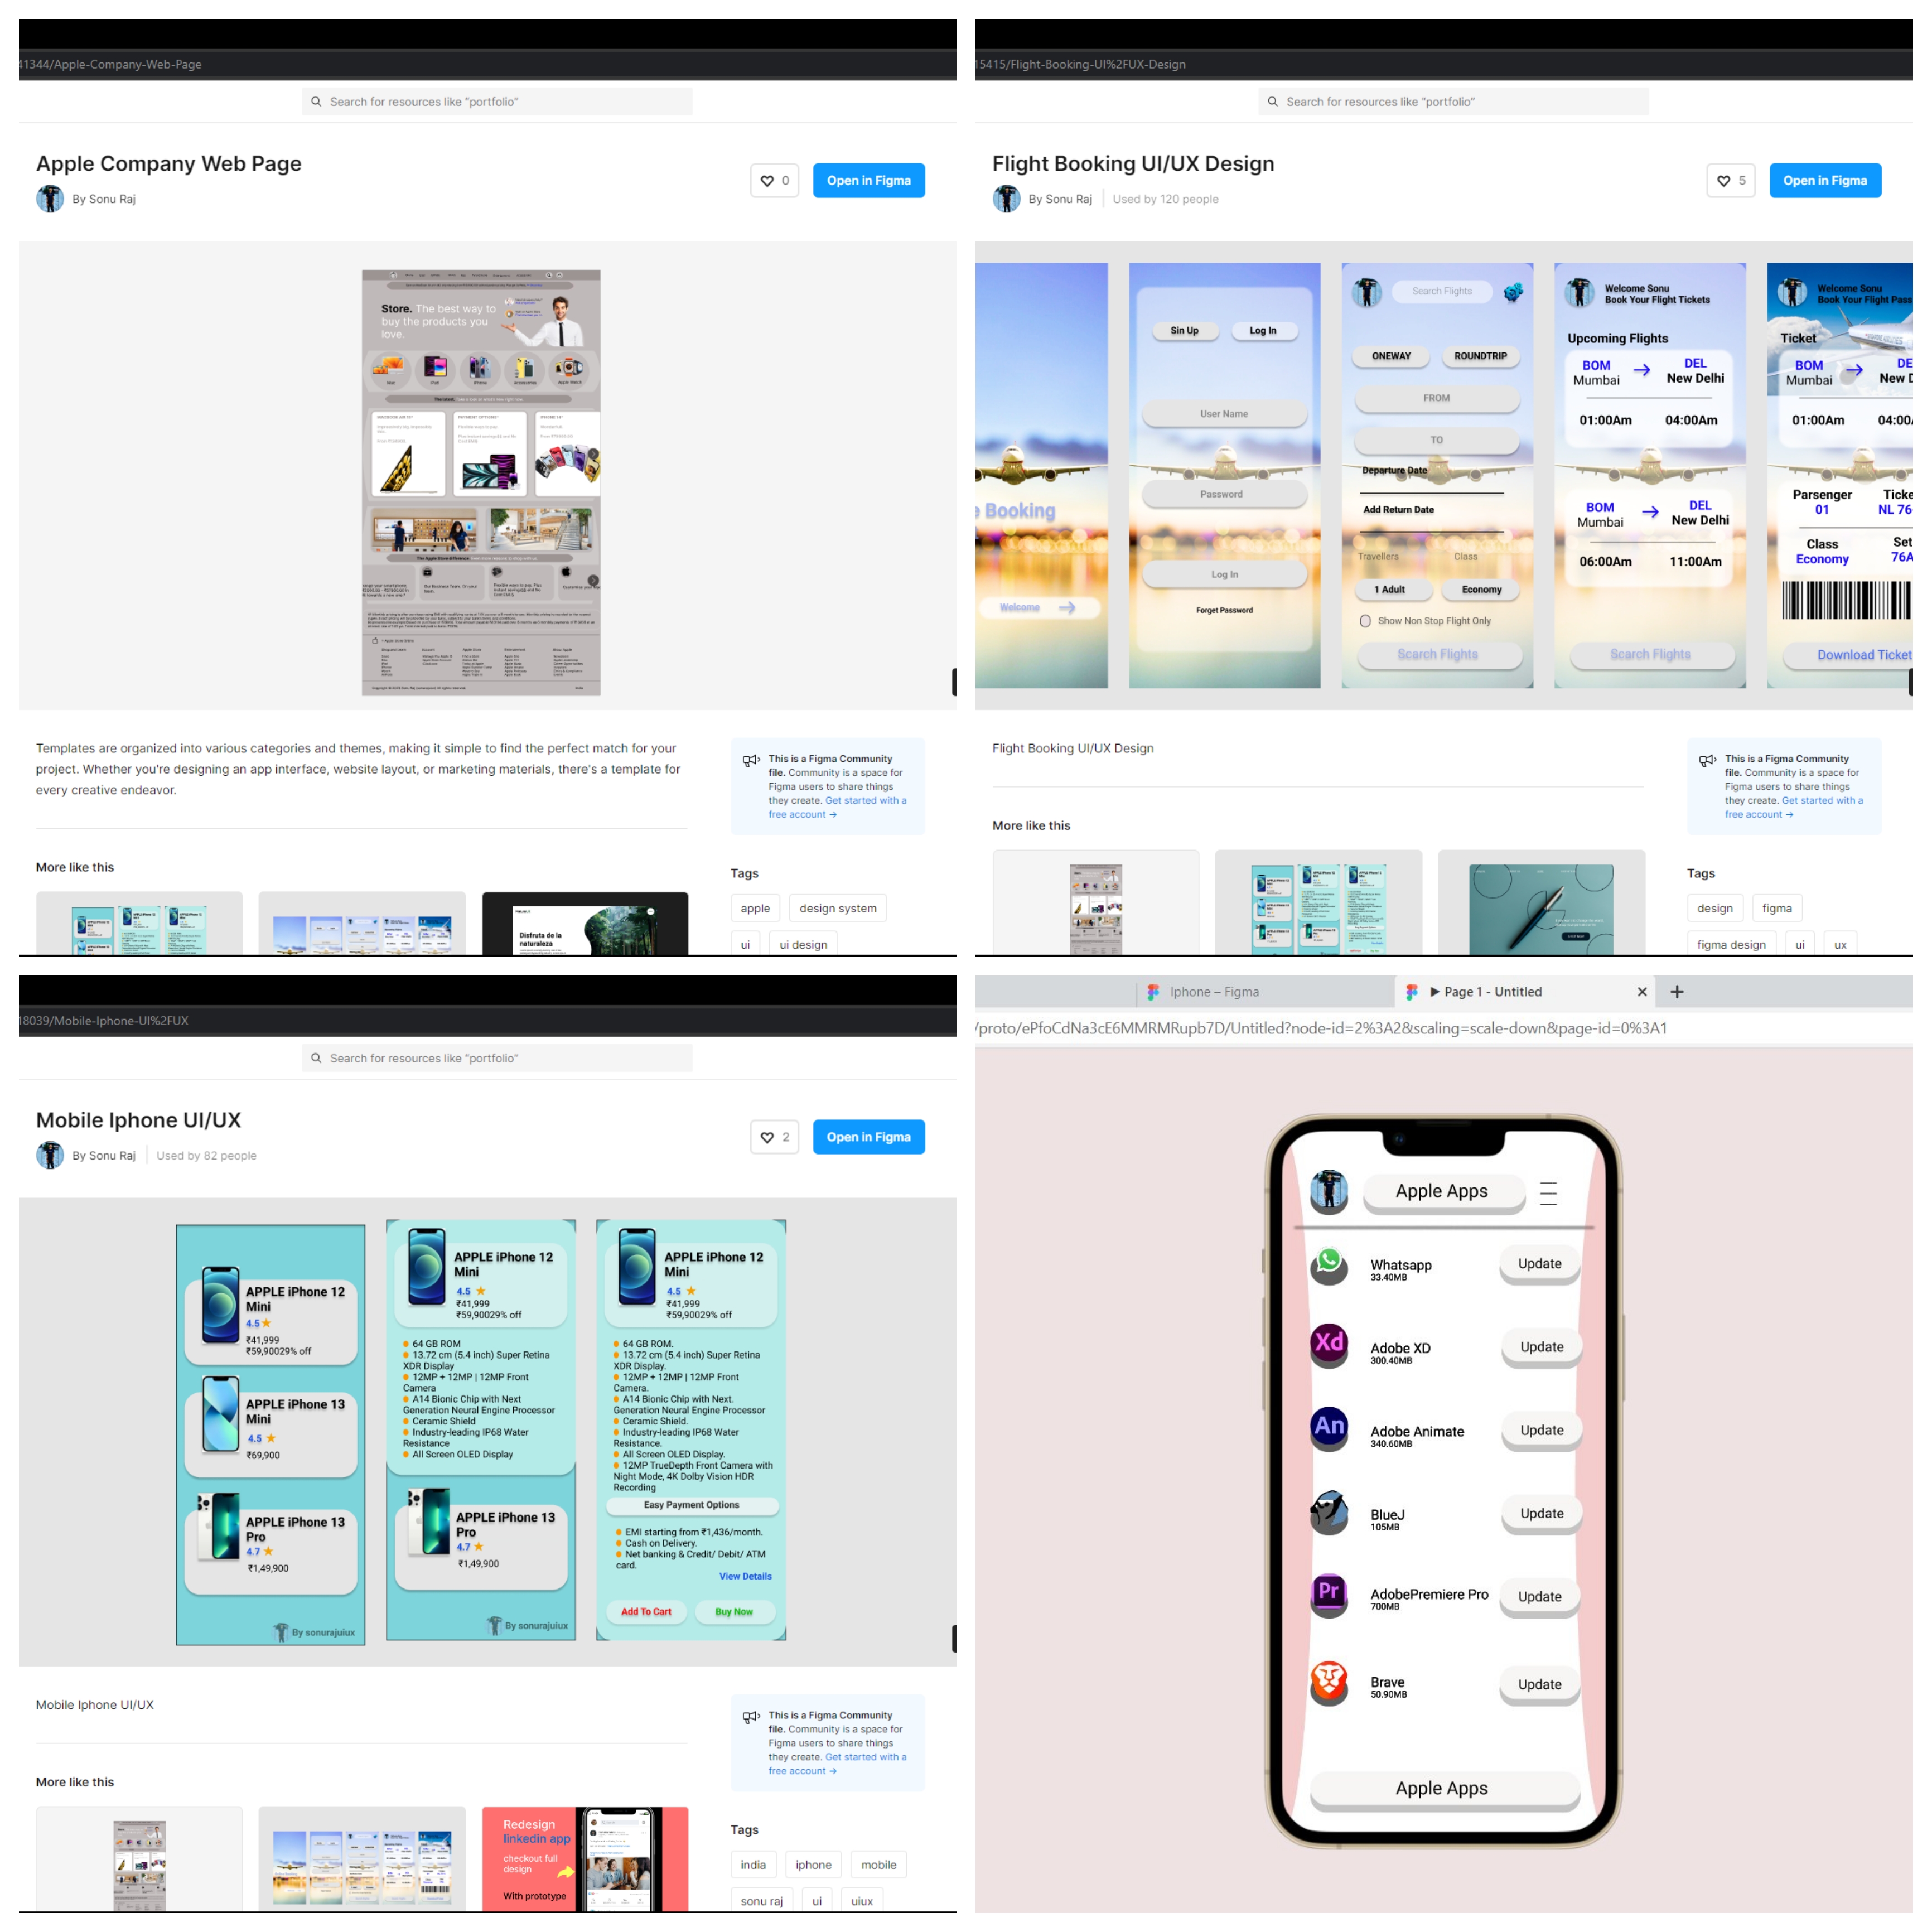 41344/Apple-Company-Web-Page
Search for resources like "portfolio"
Apple Company Web Page
By Sonu Raj
0
Open in Figma
Store. The best way to
buy the products you
love.
Mac
iPad
iPhone
Accessories
Apple Watch
Templates are organized into various categories and themes, making it simple to find the perfect match for your
project. Whether you're designing an app interface, website layout, or marketing materials, there's a template for
every creative endeavor.
This is a Figma Community
file. Community is a space for
Figma users to share things
they create. Get started with a
free account →
More like this
Disfruta de la
naturaleza
Tags
apple
design system
ui
ui design
15415/Flight-Booking-UI%2FUX-Design
Search for resources like "portfolio"
Flight Booking UI/UX Design
By Sonu Raj
Used by 120 people
5
Open in Figma
Booking
Welcome
Sin Up
Log In
User Name
Password
Log In
Forget Password
Search Flights
ONEWAY
ROUNDTRIP
FROM
TO
Departure Date
Add Return Date
Travellers
Class
1 Adult
Economy
Show Non Stop Flight Only
Scarch Flights
Welcome Sonu
Book Your Flight Tickets
Upcoming Flights
BOM
DEL
Mumbai
New Delhi
01:00Am
04:00Am
BOM
DEL
Mumbai
New Delhi
06:00Am
11:00Am
Scarch Flights
Welcome Sonu
Book Your Flight Pass
Ticket
BOM
DE
Mumbai
New D
01:00Am
04:00
Parsenger
Ticke
01
NL 76
Class
Set
Economy
76A
Download Ticket
Flight Booking UI/UX Design
This is a Figma Community
file. Community is a space for
Figma users to share things
they create. Get started with a
free account →
More like this
Tags
design
figma
figma design
ui
ux
18039/Mobile-Iphone-UI%2FUX
Search for resources like "portfolio"
Mobile Iphone UI/UX
By Sonu Raj
Used by 82 people
2
Open in Figma
APPLE iPhone 12
Mini
4.5
₹41,999
₹59,90029% off
APPLE iPhone 13
Mini
4.5
₹69,900
APPLE iPhone 13
Pro
4.7
₹1,49,900
By sonurajuiux
APPLE iPhone 12
Mini
4.5
₹41,999
₹59,90029% off
64 GB ROM
13.72 cm (5.4 inch) Super Retina
XDR Display
12MP + 12MP | 12MP Front
Camera
A14 Bionic Chip with Next
Generation Neural Engine Processor
Ceramic Shield
Industry-leading IP68 Water
Resistance
All Screen OLED Display
APPLE iPhone 13
Pro
4.7
₹1,49,900
By sonurajuiux
APPLE iPhone 12
Mini
4.5
₹41,999
₹59,90029% off
64 GB ROM.
13.72 cm (5.4 inch) Super Retina
XDR Display.
12MP + 12MP | 12MP Front
Camera.
A14 Bionic Chip with Next.
Generation Neural Engine Processor
Ceramic Shield.
Industry-leading IP68 Water
Resistance.
All Screen OLED Display.
12MP TrueDepth Front Camera with
Night Mode, 4K Dolby Vision HDR
Recording
Easy Payment Options
EMI starting from ₹1,436/month.
Cash on Delivery.
Net banking & Credit/ Debit/ ATM
card.
View Details
Add To Cart
Buy Now
Mobile Iphone UI/UX
This is a Figma Community
file. Community is a space for
Figma users to share things
they create. Get started with a
free account →
More like this
Redesign
linkedin app
checkout full
design
With prototype
Tags
india
iphone
mobile
sonu raj
ui
uiux
Iphone – Figma
Page 1 - Untitled
/proto/ePfoCdNa3cE6MMRMRupb7D/Untitled?node-id=2%3A2&scaling=scale-down&page-id=0%3A1
Apple Apps
Whatsapp
33.40MB
Update
Xd
Adobe XD
300.40MB
Update
An
Adobe Animate
340.60MB
Update
BlueJ
105MB
Update
Pr
AdobePremiere Pro
700MB
Update
Brave
50.90MB
Update
Apple Apps